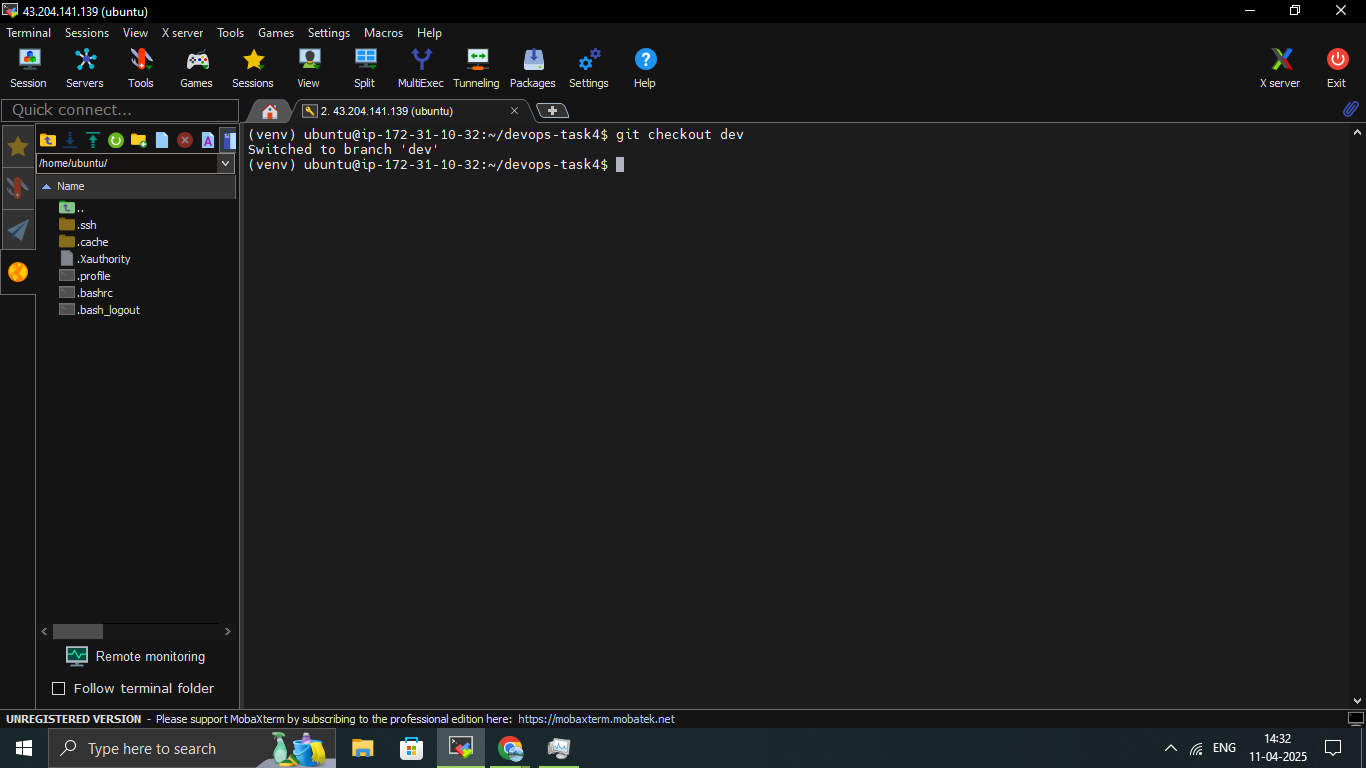 43.204.141.139 (ubuntu)
Terminal Sessions View X server Tools Games Settings Macros Help
Session Servers Tools Games Sessions View Split MultiExec Tunneling Packages Settings Help X server Exit
Quick connect...
2. 43.204.141.139 (ubuntu)
/home/ubuntu/
Name
..
.ssh
.cache
.Xauthority
.profile
.bashrc
.bash_logout
(venv) ubuntu@ip-172-31-10-32:~/devops-task4$ git checkout dev
Switched to branch 'dev'
(venv) ubuntu@ip-172-31-10-32:~/devops-task4$
Remote monitoring
Follow terminal folder
UNREGISTERED VERSION - Please support MobaXterm by subscribing to the professional edition here: https://mobaxterm.mobatek.net
Type here to search
ENG
14:32
11-04-2025